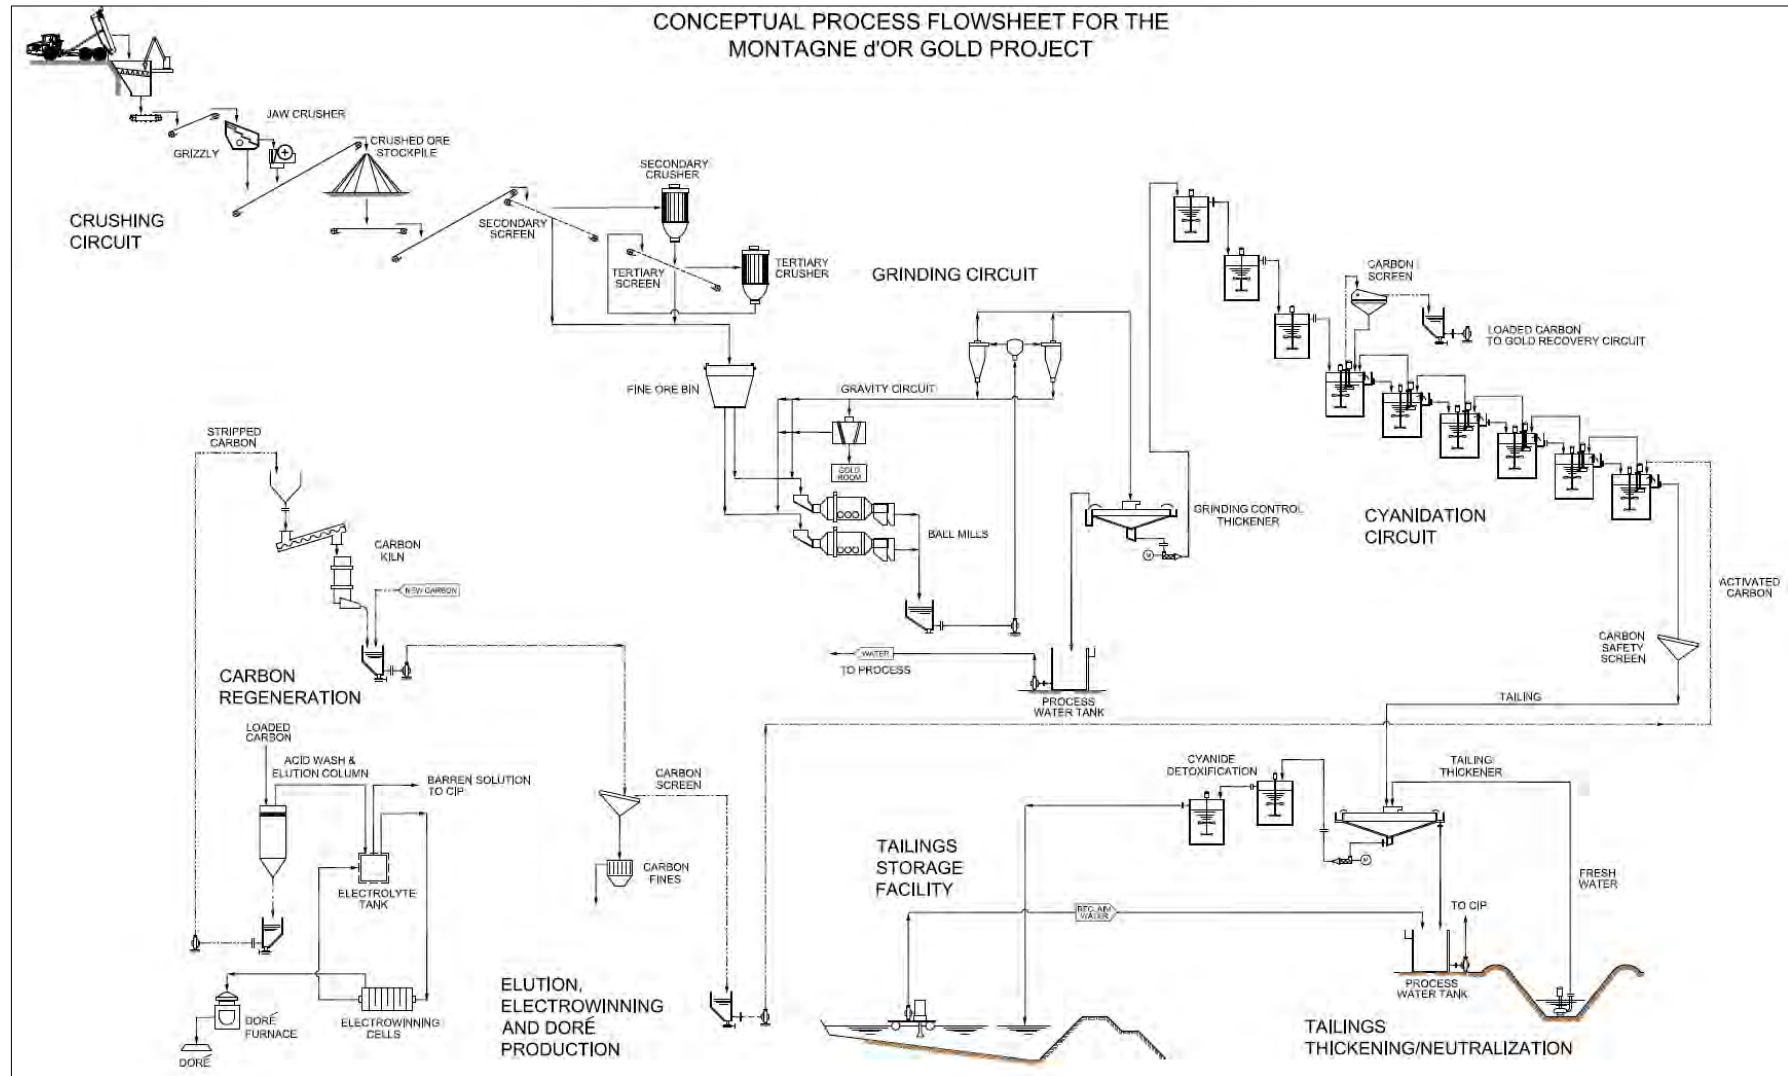 CONCEPTUAL PROCESS FLOWSHEET FOR THE
MONTAGNE d'OR GOLD PROJECT
JAW CRUSHER
GRIZZLY
CRUSHED ORE
STOCKPILE
CRUSHING
CIRCUIT
SECONDARY
CRUSHER
SECONDARY
SCREEN
TERTIARY
SCREEN
TERTIARY
CRUSHER
GRINDING CIRCUIT
FINE ORE BIN
GRAVITY CIRCUIT
GOLD
ROOM
BALL MILLS
CARBON
SCREEN
LOADED CARBON
TO GOLD RECOVERY CIRCUIT
GRINDING CONTROL
THICKENER
CYANIDATION
CIRCUIT
ACTIVATED
CARBON
CARBON
SAFETY
SCREEN
TAILING
WATER
TO PROCESS
PROCESS
WATER TANK
STRIPPED
CARBON
CARBON
KILN
NEW CARBON
CARBON
REGENERATION
LOADED
CARBON
ACID WASH &
ELUTION COLUMN
BARREN SOLUTION
TO CIP
ELECTROLYTE
TANK
CARBON
SCREEN
CARBON
FINES
DORÉ
FURNACE
DORÉ
ELECTROWINNING
CELLS
ELUTION,
ELECTROWINNING
AND DORÉ
PRODUCTION
CYANIDE
DETOXIFICATION
TAILING
THICKENER
M
M
TAILINGS
STORAGE
FACILITY
RECLAIM
WATER
FRESH
WATER
TO CIP
PROCESS
WATER TANK
TAILINGS
THICKENING/NEUTRALIZATION